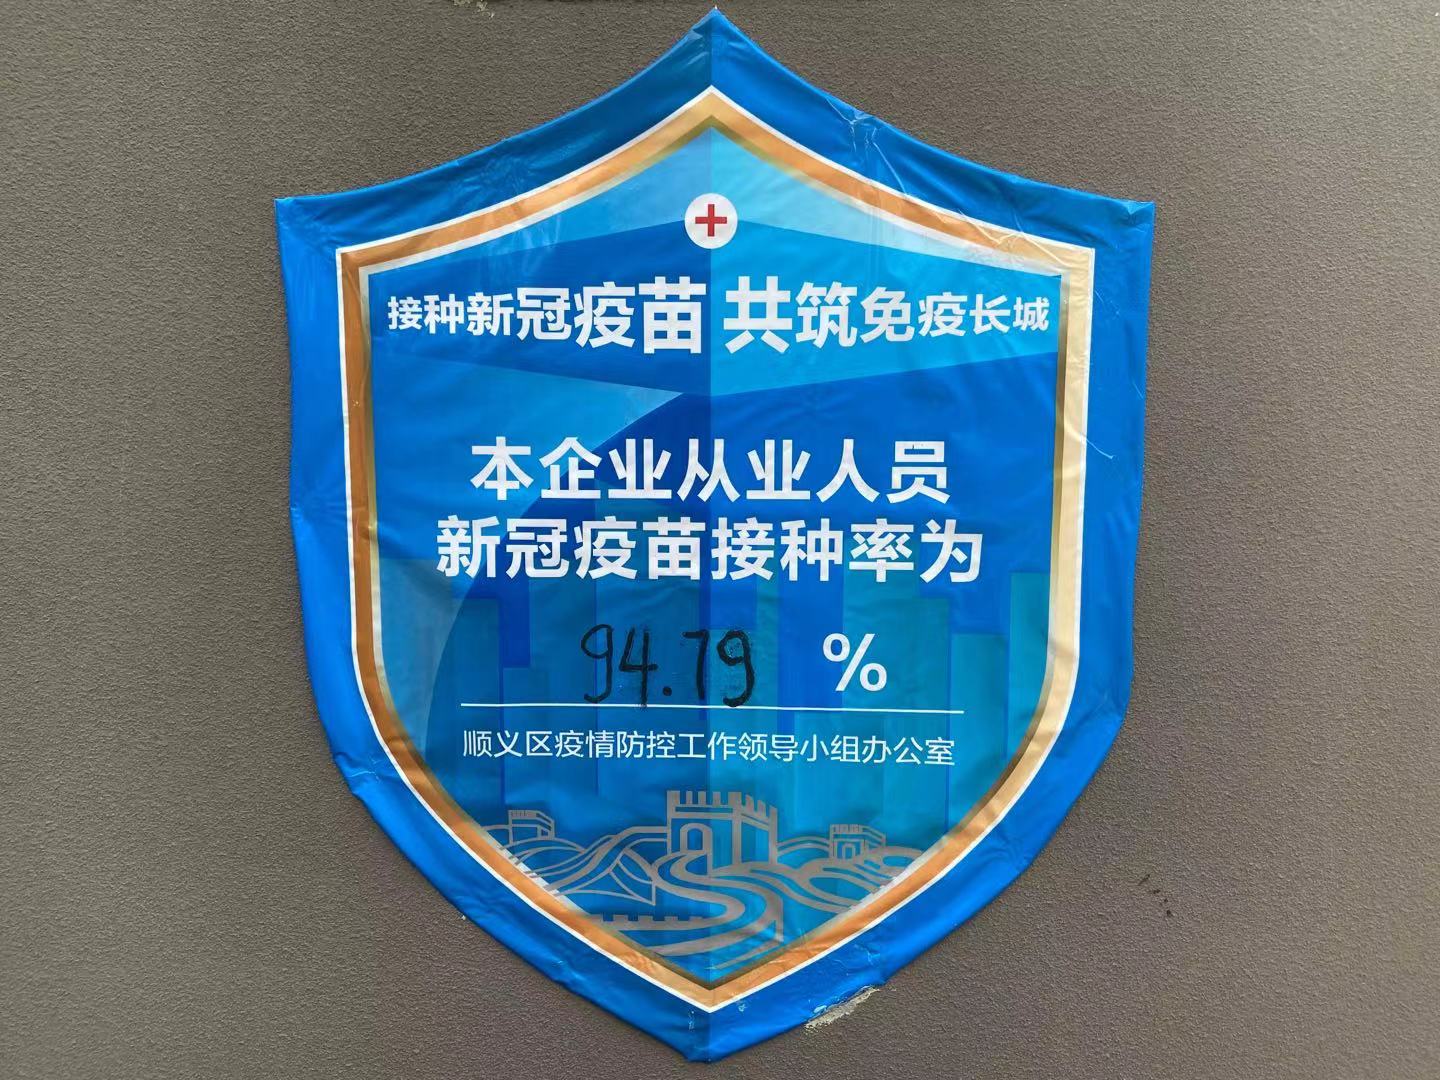 接种新冠疫苗 共筑免疫长城
本企业从业人员
新冠疫苗接种率为
94.79 %
顺义区疫情防控工作领导小组办公室